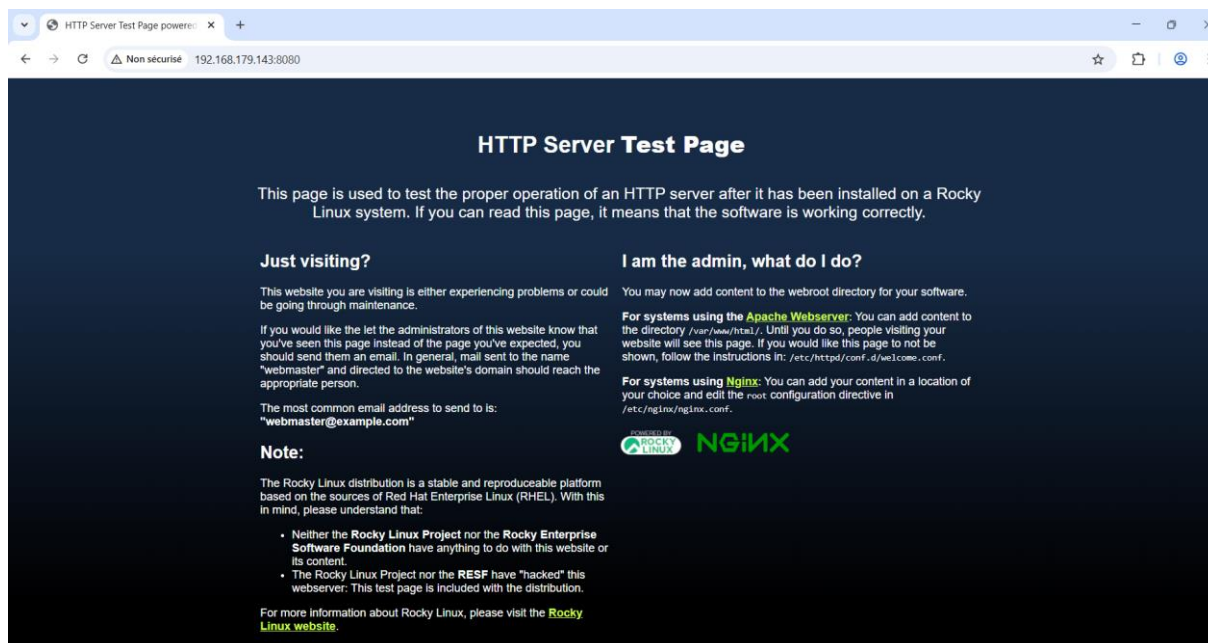 HTTP Server Test Page powered
Non sécurisé 192.168.179.143:8080
HTTP Server Test Page
This page is used to test the proper operation of an HTTP server after it has been installed on a Rocky
Linux system. If you can read this page, it means that the software is working correctly.
Just visiting?
This website you are visiting is either experiencing problems or could
be going through maintenance.
If you would like the let the administrators of this website know that
you've seen this page instead of the page you've expected, you
should send them an email. In general, mail sent to the name
"webmaster" and directed to the website's domain should reach the
appropriate person.
The most common email address to send to is:
"webmaster@example.com"
Note:
The Rocky Linux distribution is a stable and reproduceable platform
based on the sources of Red Hat Enterprise Linux (RHEL). With this
in mind, please understand that:
• Neither the Rocky Linux Project nor the Rocky Enterprise
Software Foundation have anything to do with this website or
its content.
• The Rocky Linux Project nor the RESF have "hacked" this
webserver: This test page is included with the distribution.
For more information about Rocky Linux, please visit the Rocky
Linux website.
I am the admin, what do I do?
You may now add content to the webroot directory for your software.
For systems using the Apache Webserver: You can add content to
the directory /var/www/html/. Until you do so, people visiting your
website will see this page. If you would like this page to not be
shown, follow the instructions in: /etc/httpd/conf.d/welcome.conf.
For systems using Nginx: You can add your content in a location of
your choice and edit the root configuration directive in
/etc/nginx/nginx.conf.
POWERED BY
ROCKY
LINUX
NGINX